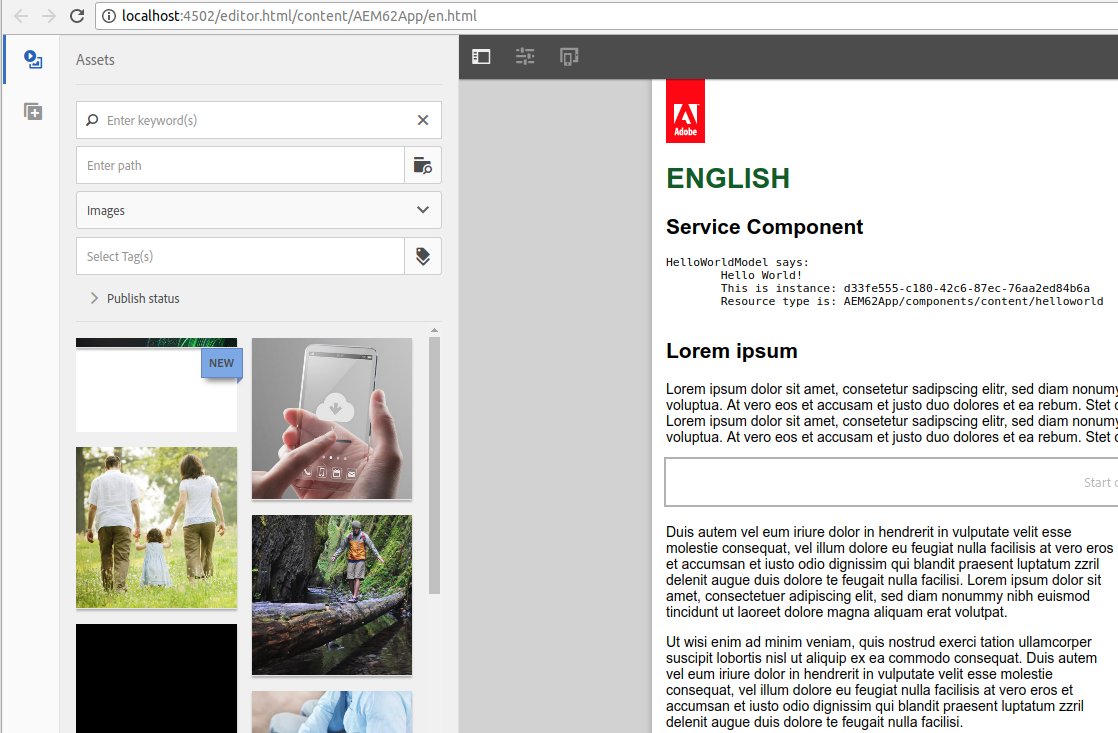 localhost:4502/editor.html/content/AEM62App/en.html
Assets
Enter keyword(s)
Enter path
Images
Select Tag(s)
Publish status
NEW
Adobe
ENGLISH
Service Component
HelloWorldModel says:
Hello World!
This is instance: d33fe555-c180-42c6-87ec-76aa2ed84b6a
Resource type is: AEM62App/components/content/helloworld
Lorem ipsum
Lorem ipsum dolor sit amet, consetetur sadipscing elitr, sed diam nonumy
voluptua. At vero eos et accusam et justo duo dolores et ea rebum. Stet
Lorem ipsum dolor sit amet, consetetur sadipscing elitr, sed diam nonumy
voluptua. At vero eos et accusam et justo duo dolores et ea rebum. Stet
Start
Duis autem vel eum iriure dolor in hendrerit in vulputate velit esse
molestie consequat, vel illum dolore eu feugiat nulla facilisis at vero eros
et accumsan et iusto odio dignissim qui blandit praesent luptatum zzril
delenit augue duis dolore te feugait nulla facilisi. Lorem ipsum dolor sit
amet, consectetuer adipiscing elit, sed diam nonummy nibh euismod
tincidunt ut laoreet dolore magna aliquam erat volutpat.
Ut wisi enim ad minim veniam, quis nostrud exerci tation ullamcorper
suscipit lobortis nisl ut aliquip ex ea commodo consequat. Duis autem
vel eum iriure dolor in hendrerit in vulputate velit esse molestie
consequat, vel illum dolore eu feugiat nulla facilisis at vero eros et
accumsan et iusto odio dignissim qui blandit praesent luptatum zzril
delenit augue duis dolore te feugait nulla facilisi.